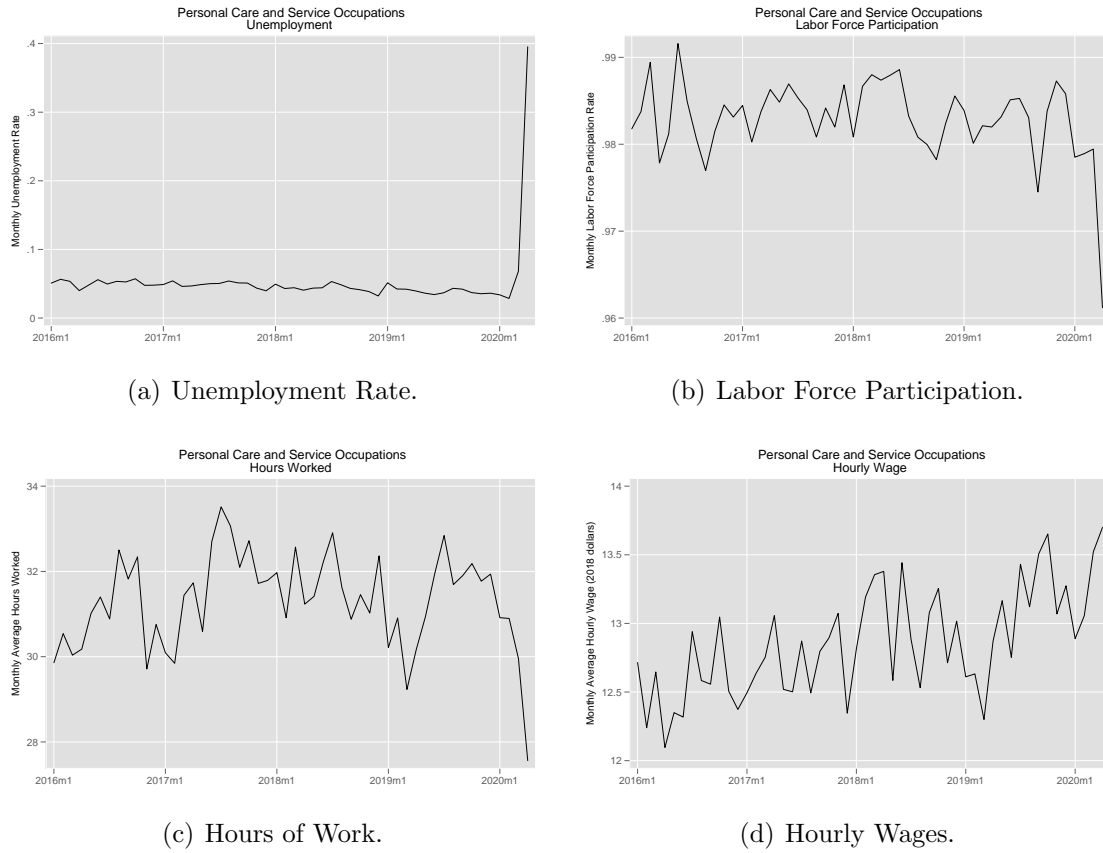 Personal Care and Service Occupations
Unemployment
Monthly Unemployment Rate
.4
.3
.2
.1
0
2016m1 2017m1 2018m1 2019m1 2020m1
(a) Unemployment Rate.
Personal Care and Service Occupations
Labor Force Participation
Monthly Labor Force Participation Rate
.99
.98
.97
.96
2016m1 2017m1 2018m1 2019m1 2020m1
(b) Labor Force Participation.
Personal Care and Service Occupations
Hours Worked
Monthly Average Hours Worked
34
32
30
28
2016m1 2017m1 2018m1 2019m1 2020m1
(c) Hours of Work.
Personal Care and Service Occupations
Hourly Wage
Monthly Average Hourly Wage (2018 dollars)
14
13.5
13
12.5
12
2016m1 2017m1 2018m1 2019m1 2020m1
(d) Hourly Wages.